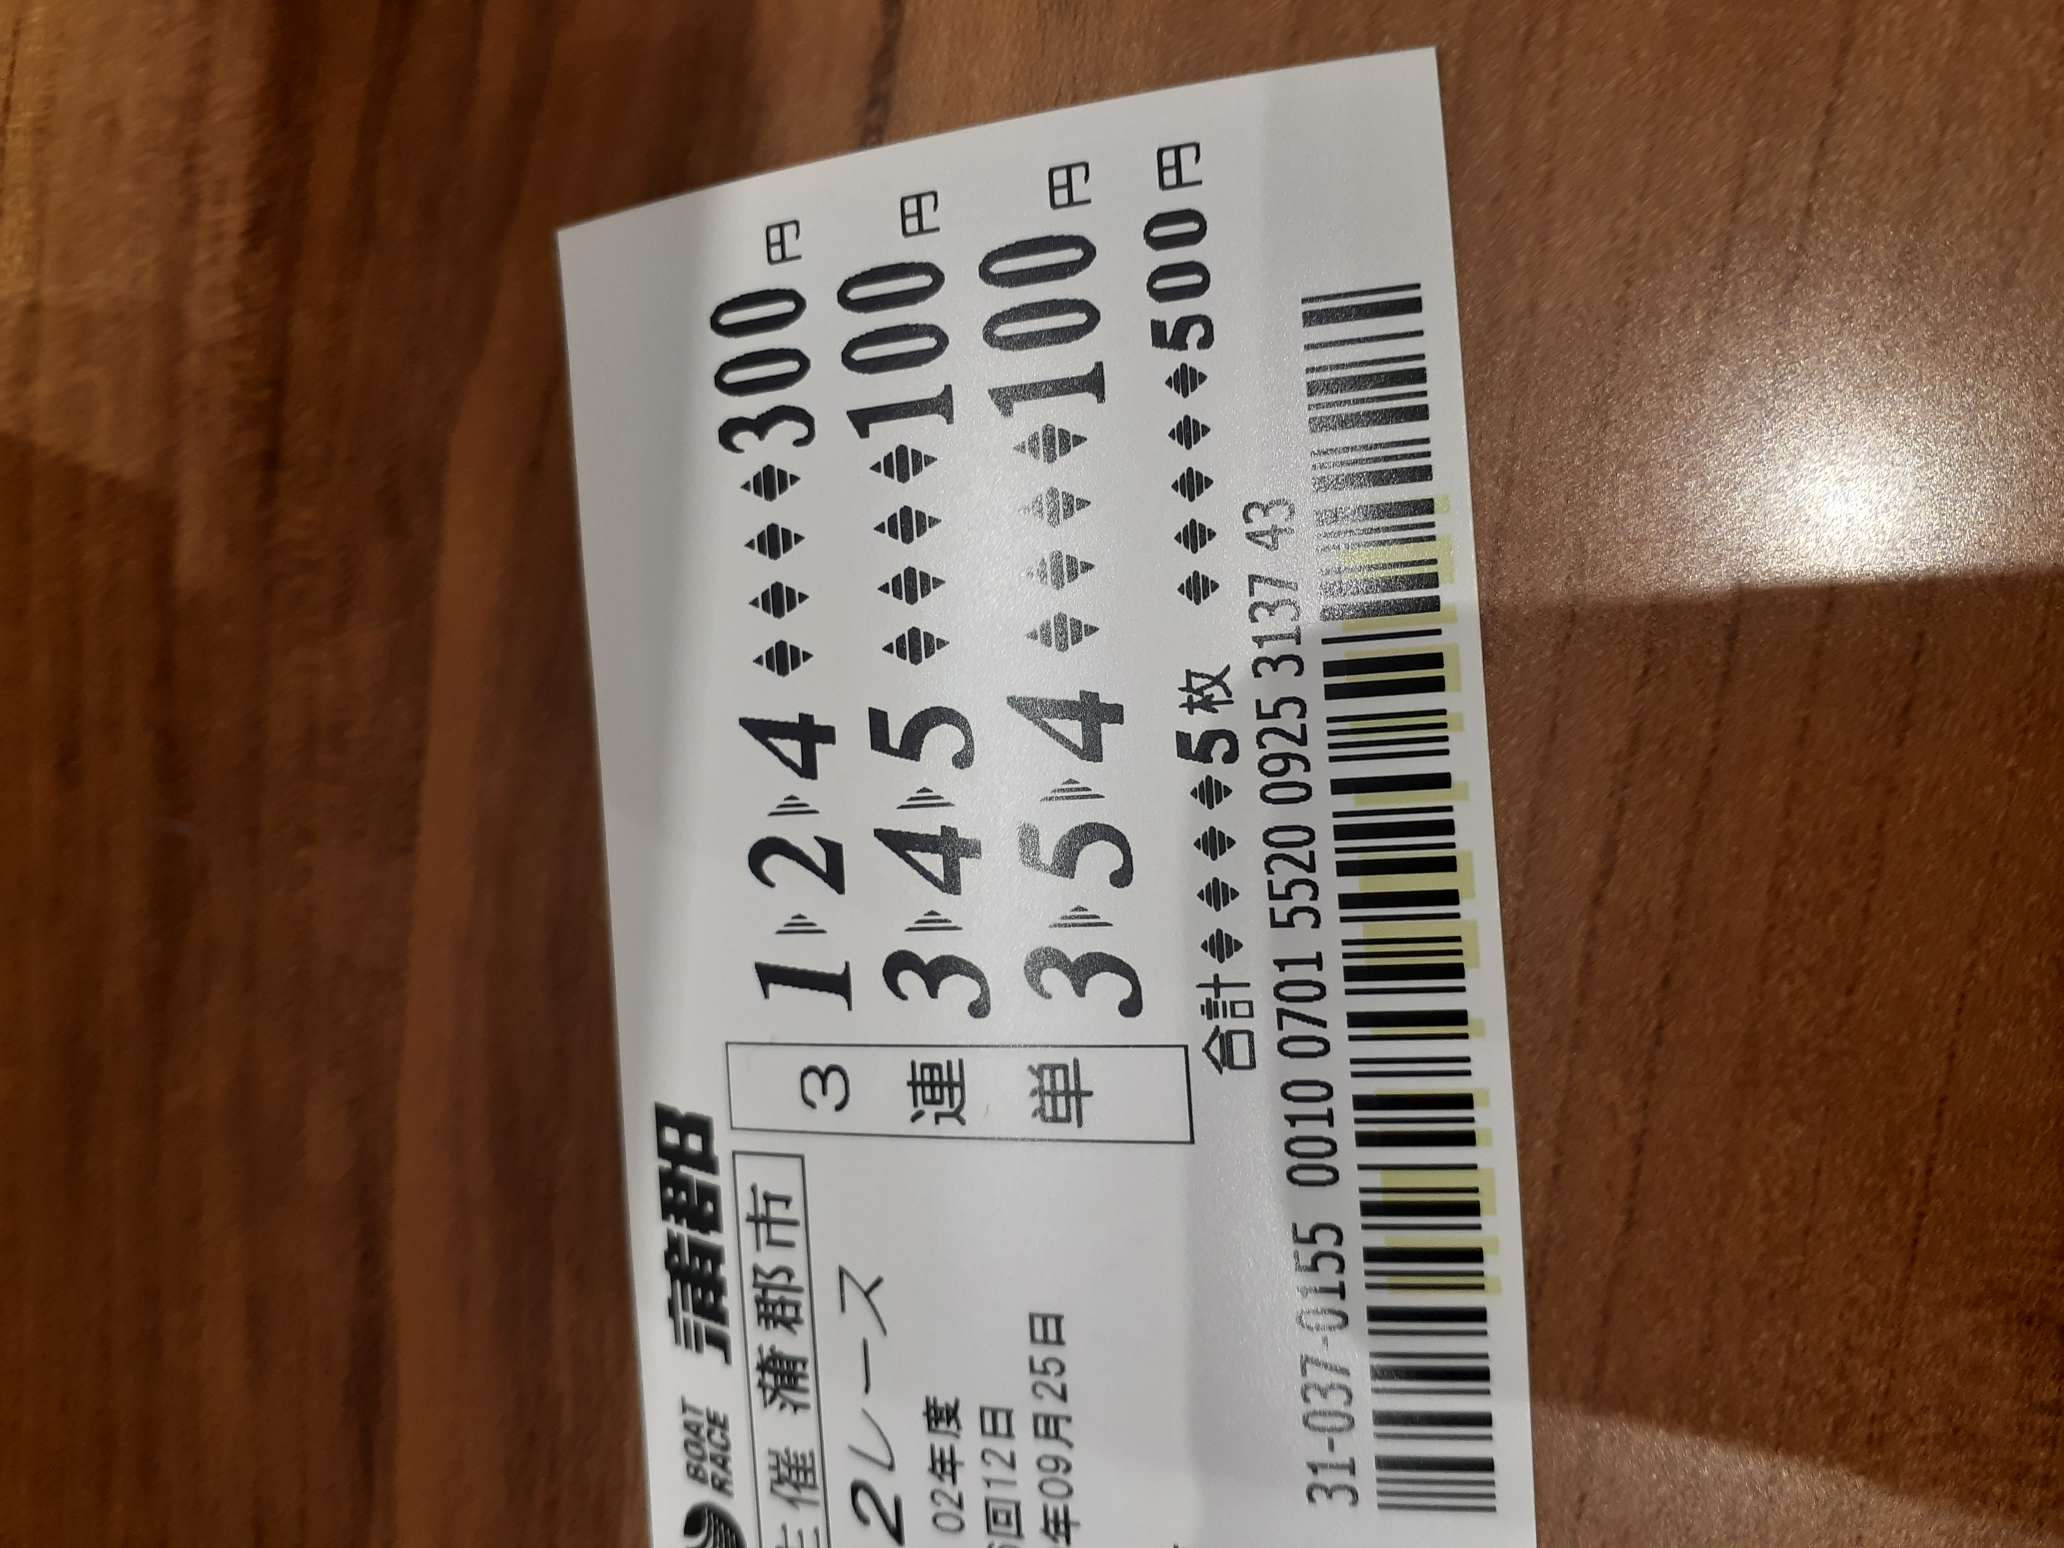 BOAT RACE 蒲郡
主催 蒲郡市
2レース
02年度
6回12日
年09月25日
3連単
1▶2▶4 ◆◆◆◆300円
3▶4▶5 ◆◆◆◆100円
3▶5▶4 ◆◆◆◆100円
合計◆◆◆◆5枚 ◆◆◆◆◆500円
31-037-0155 0010 0701 5520 0925 3137 43